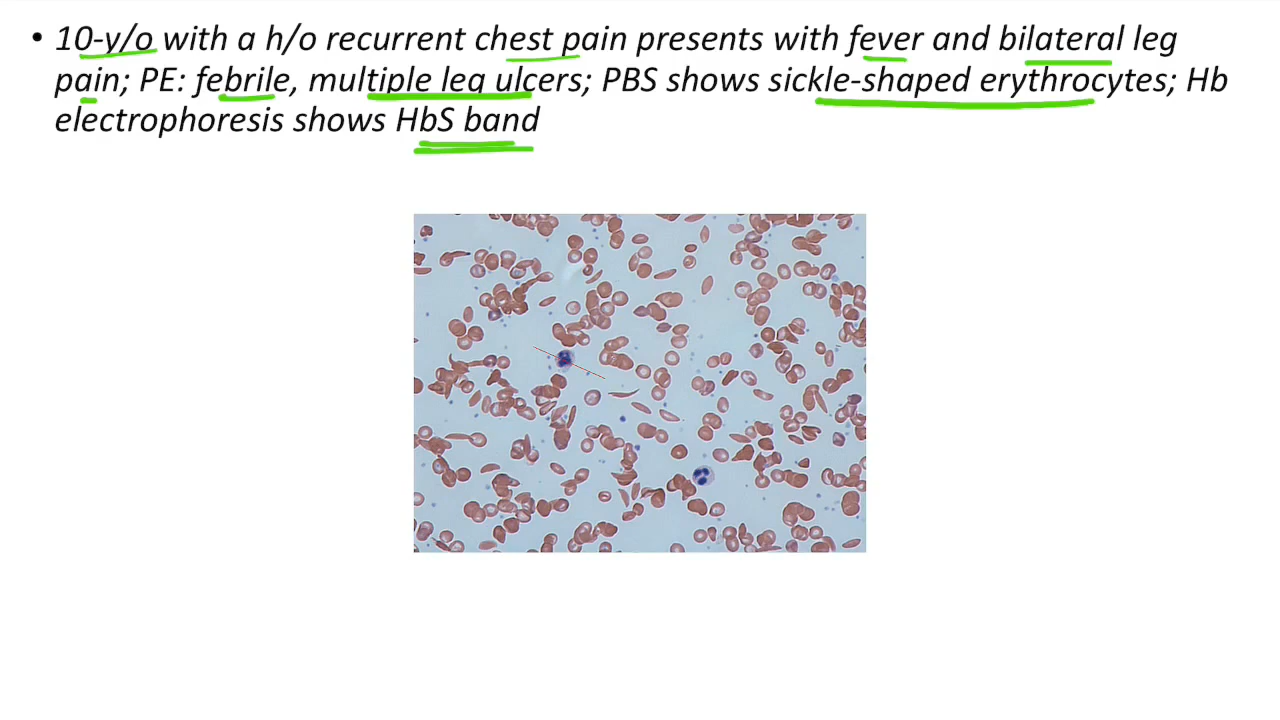 • 10-y/o with a h/o recurrent chest pain presents with fever and bilateral leg
pain; PE: febrile, multiple leg ulcers; PBS shows sickle-shaped erythrocytes; Hb
electrophoresis shows HbS band